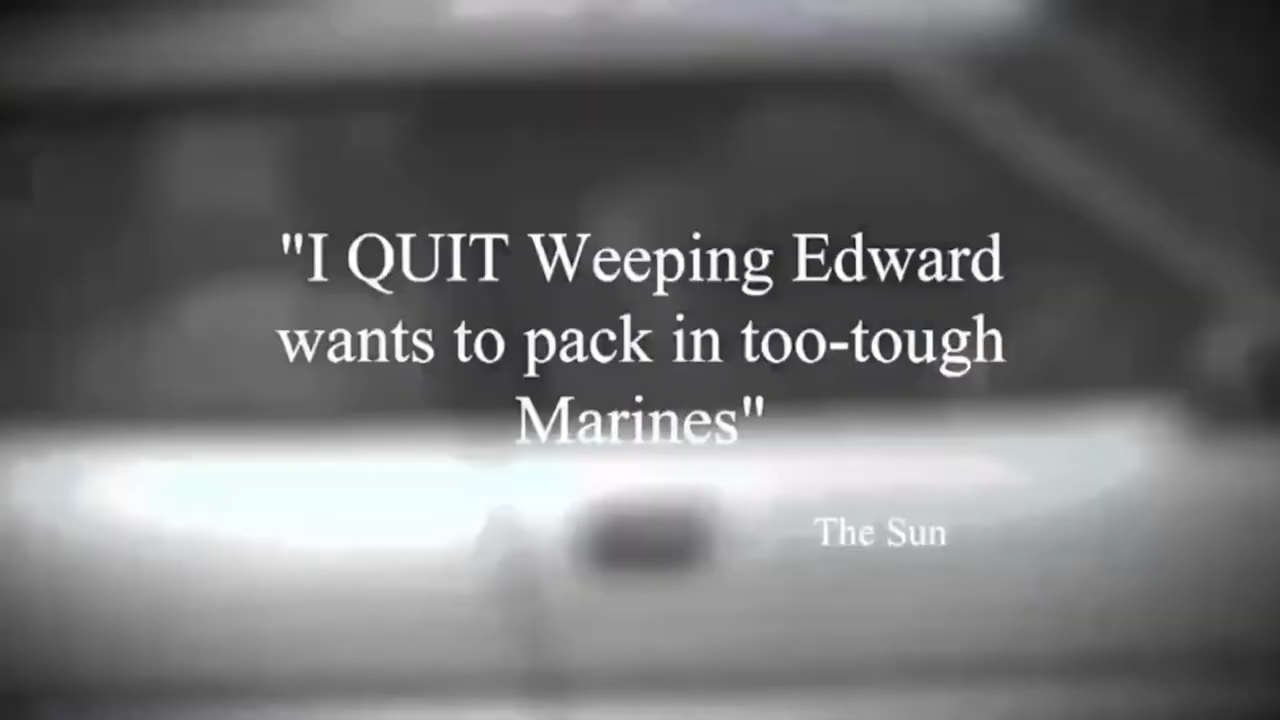 "I QUIT Weeping Edward
wants to pack in too-tough
Marines"
The Sun